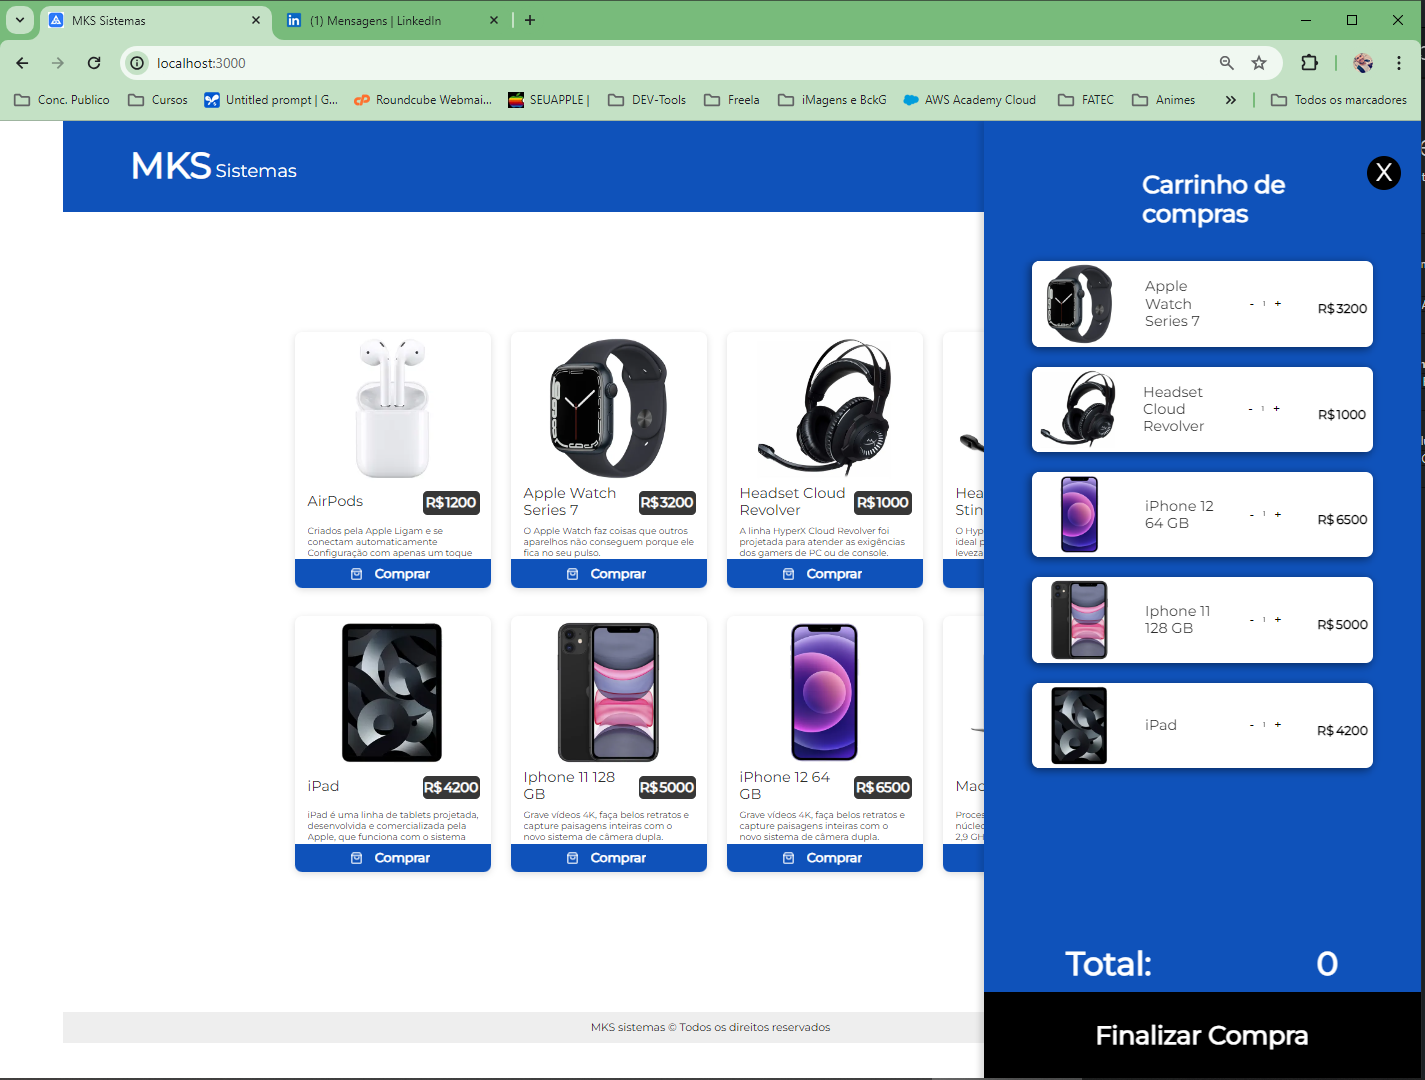 MKS Sistemas
(1) Mensagens | LinkedIn
localhost:3000
Conc. Publico
Cursos
Untitled prompt | G...
Roundcube Webmai...
SEUAPPLE |
DEV-Tools
Freela
iMagens e BckG
AWS Academy Cloud
FATEC
Animes
Todos os marcadores
MKS Sistemas
AirPods
R$1200
Criados pela Apple Ligam e se
conectam automaticamente
Configuração com apenas um toque
Comprar
Apple Watch
Series 7
R$3200
O Apple Watch faz coisas que outros
aparelhos não conseguem porque ele
fica no seu pulso.
Comprar
Headset Cloud
Revolver
R$1000
A linha HyperX Cloud Revolver foi
projetada para atender as exigências
dos gamers de PC ou de console.
Comprar
Hea
Stin
O Hyp
ideal p
leveza
iPad
R$4200
iPad é uma linha de tablets projetada,
desenvolvida e comercializada pela
Apple, que funciona com o sistema
Comprar
Iphone 11 128
GB
R$5000
Grave vídeos 4K, faça belos retratos e
capture paisagens inteiras com o
novo sistema de câmera dupla.
Comprar
iPhone 12 64
GB
R$6500
Grave vídeos 4K, faça belos retratos e
capture paisagens inteiras com o
novo sistema de câmera dupla.
Comprar
Mac
Proces
núcleo
2,9 GH
MKS sistemas © Todos os direitos reservados
Carrinho de
compras
X
Apple
Watch
Series 7
- 1 +
R$3200
Headset
Cloud
Revolver
- 1 +
R$1000
iPhone 12
64 GB
- 1 +
R$6500
Iphone 11
128 GB
- 1 +
R$5000
iPad
- 1 +
R$4200
Total: 0
Finalizar Compra